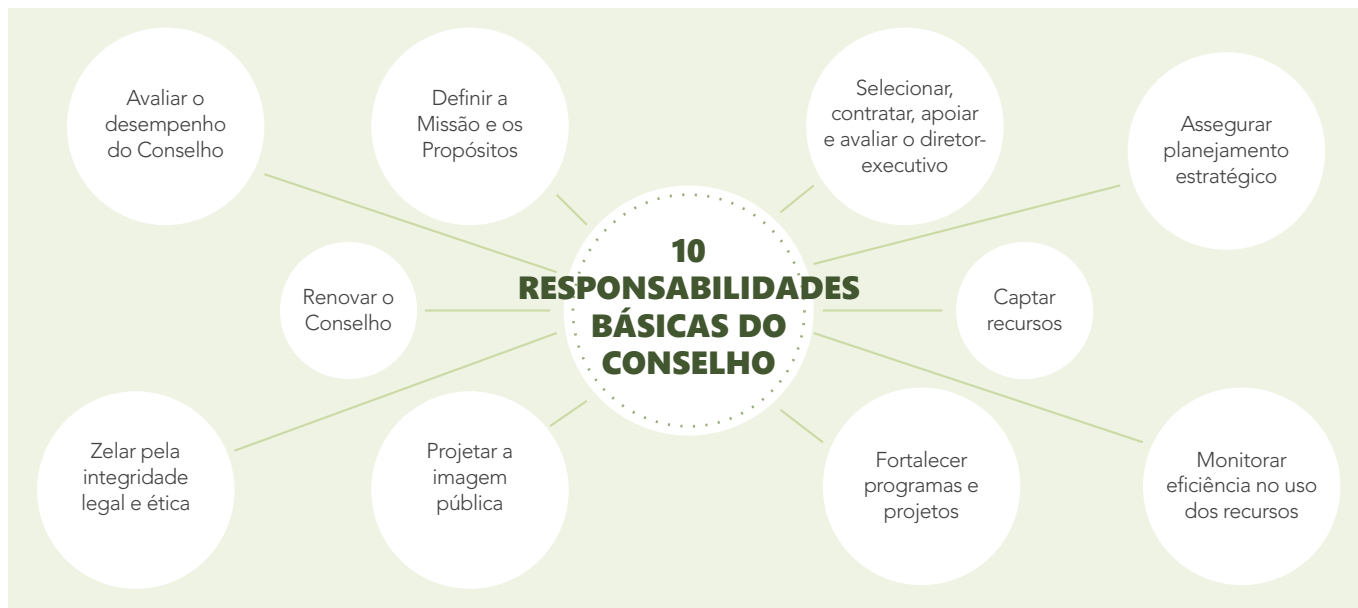 Avaliar o
desempenho
do Conselho
Definir a
Missão e os
Propósitos
Selecionar,
contratar, apoiar
e avaliar o diretor-
executivo
Assegurar
planejamento
estratégico
Renovar o
Conselho
10
RESPONSABILIDADES
BÁSICAS DO
CONSELHO
Captar
recursos
Zelar pela
integridade
legal e ética
Projetar a
imagem
pública
Fortalecer
programas e
projetos
Monitorar
eficiência no uso
dos recursos